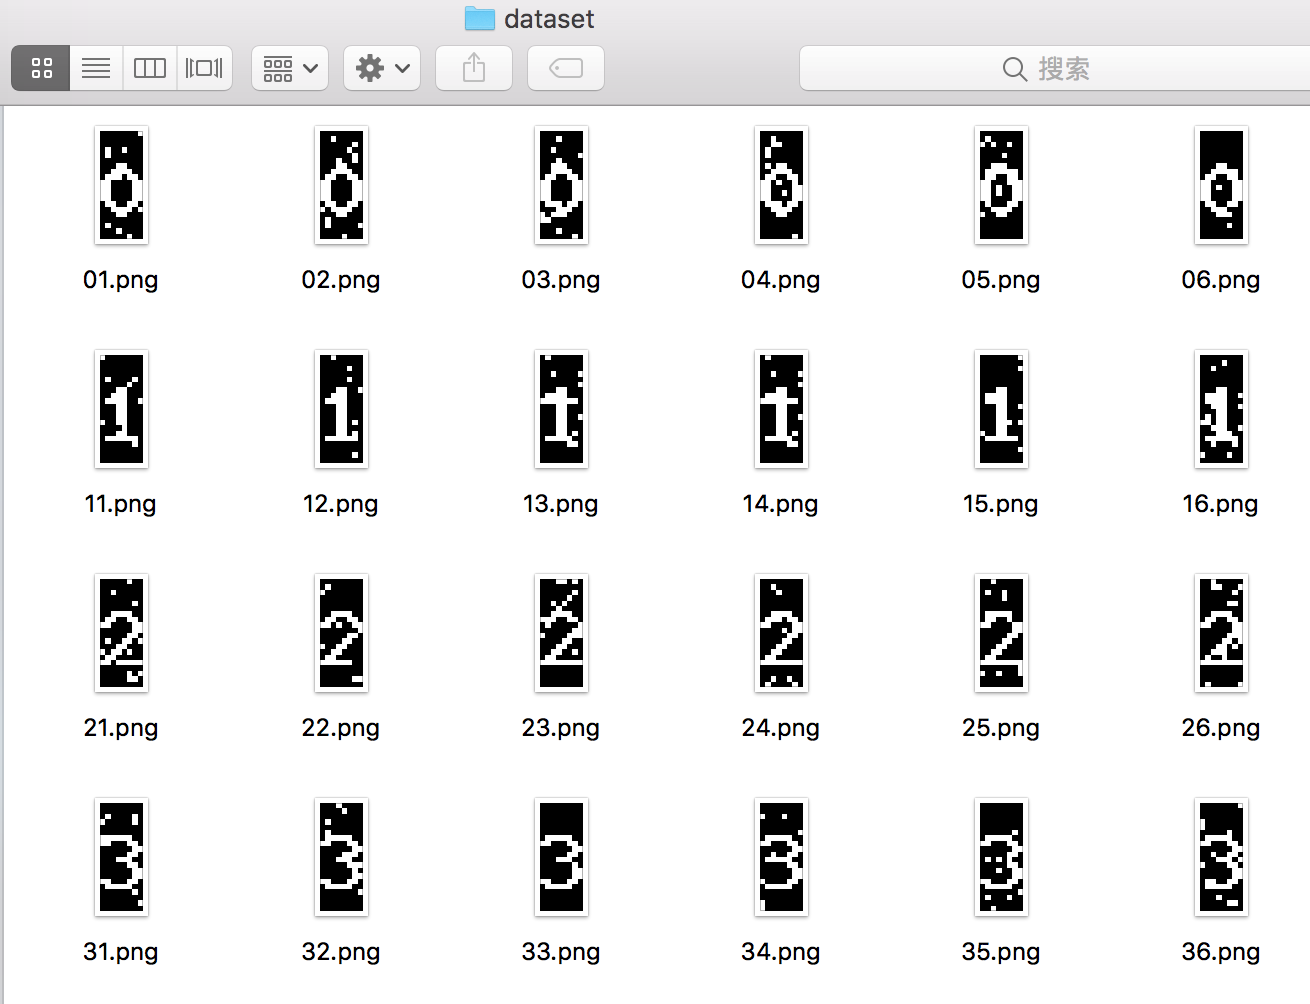 dataset
搜索
0 0 0 0 0 0
01.png 02.png 03.png 04.png 05.png 06.png
1 1 1 1 1 1
11.png 12.png 13.png 14.png 15.png 16.png
2 2 2 2 2 2
21.png 22.png 23.png 24.png 25.png 26.png
3 3 3 3 3 3
31.png 32.png 33.png 34.png 35.png 36.png